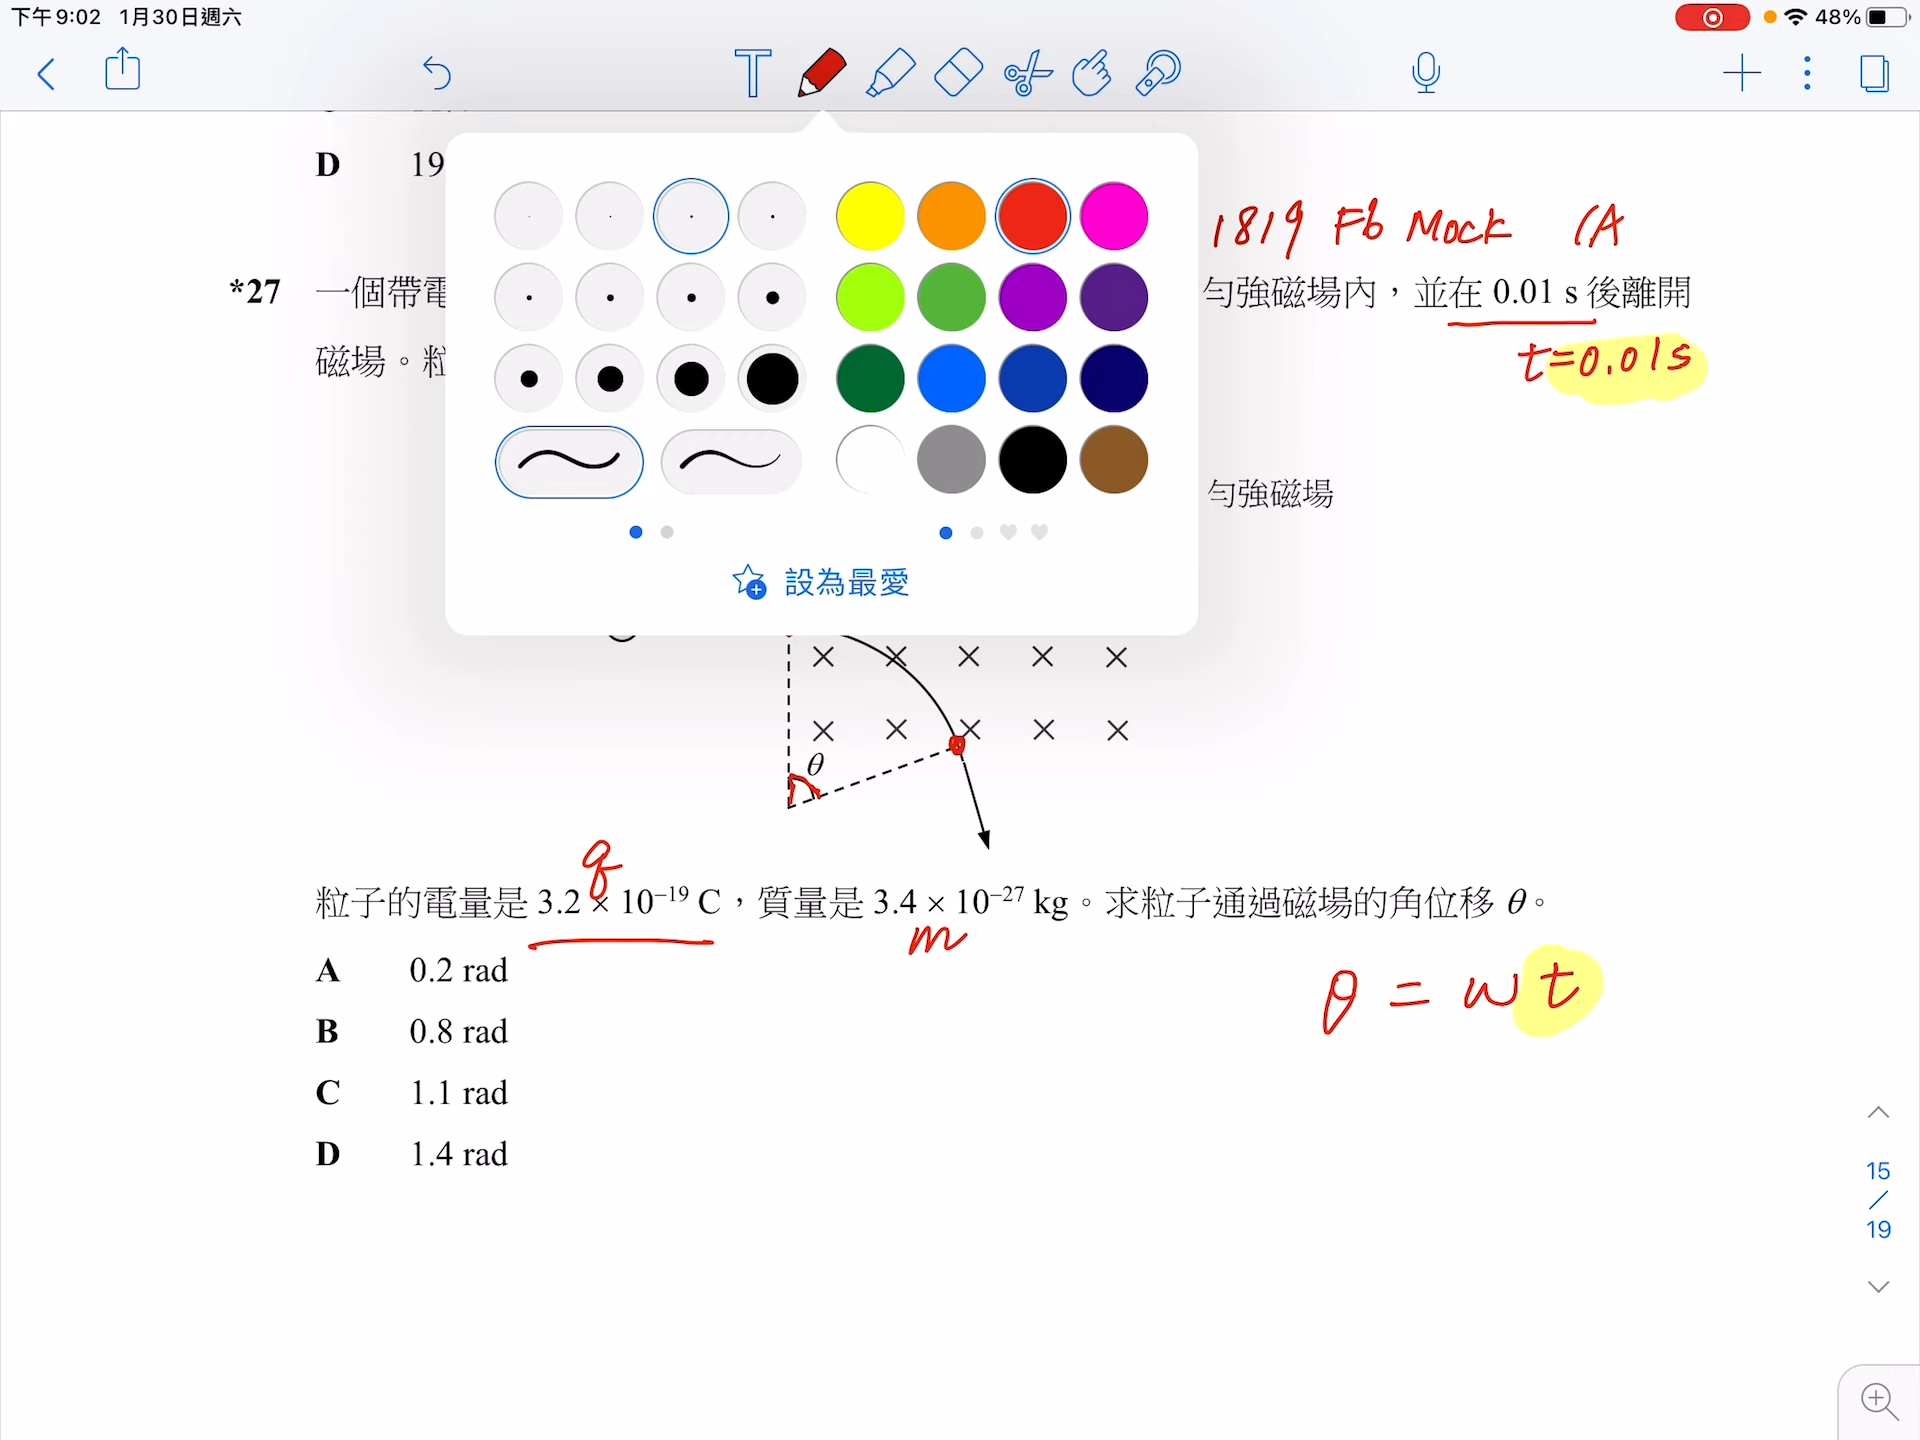 下午9:02 1月30日週六
48%
D 19
1819 F6 Mock (A
*27 一個帶電
勻強磁場內，並在 0.01 s 後離開
磁場。粒
t=0.01s
勻強磁場
設為最愛
θ
q
粒子的電量是 3.2 × 10⁻¹⁹ C，質量是 3.4 × 10⁻²⁷ kg。求粒子通過磁場的角位移 θ。
m
A 0.2 rad
θ = ωt
B 0.8 rad
C 1.1 rad
D 1.4 rad
15
/
19